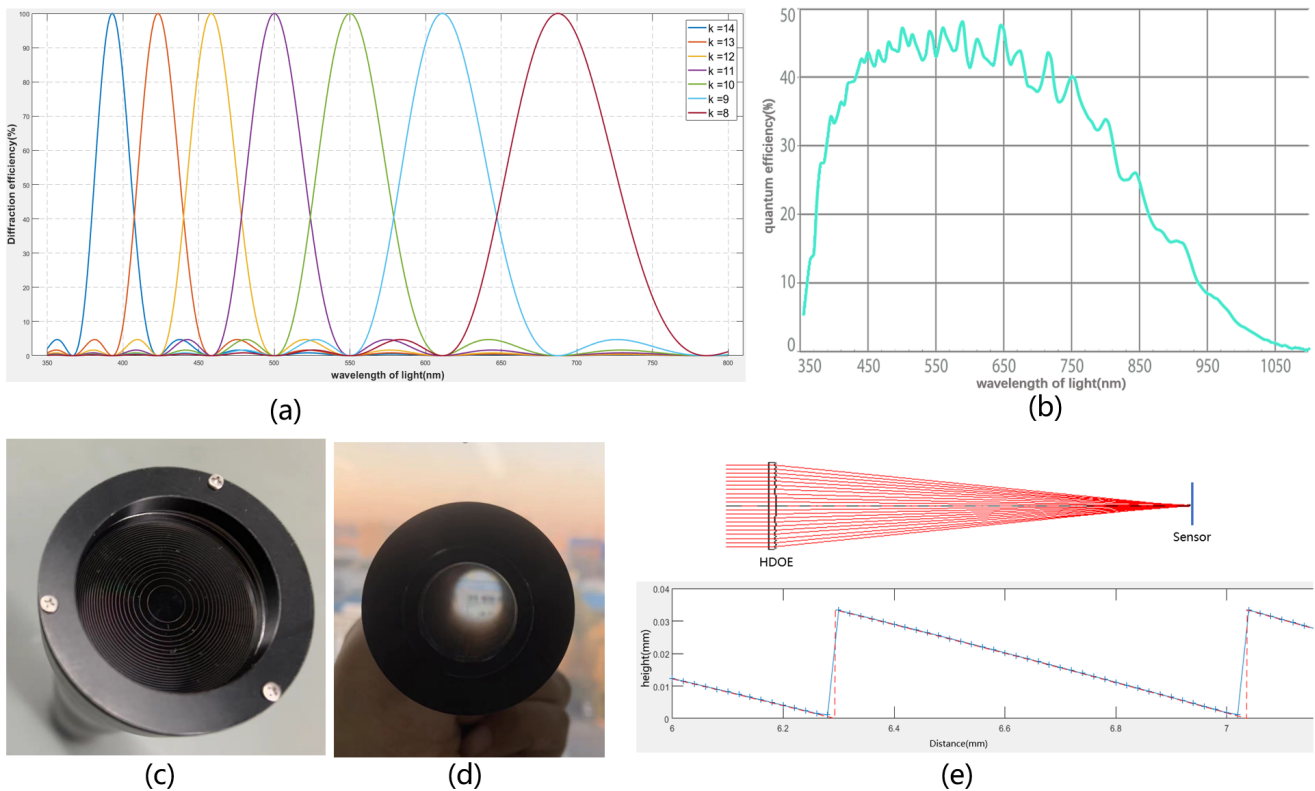 Diffraction efficiency(%)
100
90
80
70
60
50
40
30
20
10
0
350
400
450
500
550
600
650
700
750
800
wavelength of light(nm)
k =14
k =13
k =12
k =11
k =10
k =9
k =8
(a)
quantum efficiency(%)
50
40
30
20
10
0
350
450
550
650
750
850
950
1050
wavelength of light(nm)
(b)
(c)
(d)
HDOE
Sensor
height(mm)
0.04
0.03
0.02
0.01
0
6
6.2
6.4
6.6
6.8
7
Distance(mm)
(e)